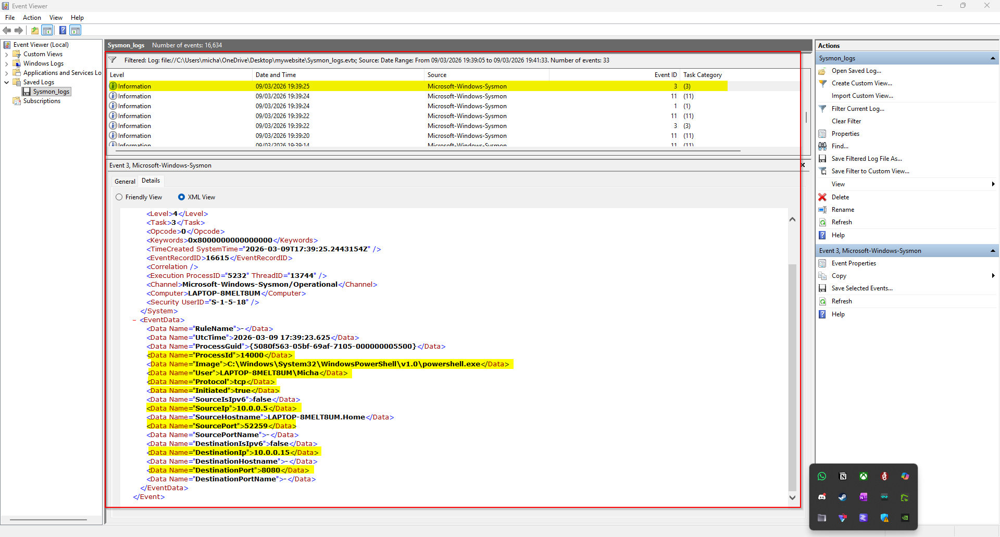 Event Viewer
File Action View Help
Event Viewer (Local)
Custom Views
Windows Logs
Applications and Services Lo
Saved Logs
Sysmon_logs
Subscriptions
Sysmon_logs Number of events: 16,634
Filtered: Log: file://C:\Users\micha\OneDrive\Desktop\mywebsite\Sysmon_logs.evtx; Source: Date Range: From 09/03/2026 19:39:05 to 09/03/2026 19:41:33. Number of events: 33
Level Date and Time Source Event ID Task Category
Information 09/03/2026 19:39:25 Microsoft-Windows-Sysmon 3 (3)
Information 09/03/2026 19:39:24 Microsoft-Windows-Sysmon 11 (11)
Information 09/03/2026 19:39:24 Microsoft-Windows-Sysmon 1 (1)
Information 09/03/2026 19:39:22 Microsoft-Windows-Sysmon 11 (11)
Information 09/03/2026 19:39:22 Microsoft-Windows-Sysmon 3 (3)
Information 09/03/2026 19:39:20 Microsoft-Windows-Sysmon 11 (11)
Information 09/03/2026 19:39:14 Microsoft-Windows-Sysmon 11 (11)
Event 3, Microsoft-Windows-Sysmon
General Details
Friendly View XML View
<Level>4</Level>
<Task>3</Task>
<Opcode>0</Opcode>
<Keywords>0x8000000000000000</Keywords>
<TimeCreated SystemTime="2026-03-09T17:39:25.2443154Z" />
<EventRecordID>16615</EventRecordID>
<Correlation />
<Execution ProcessID="5232" ThreadID="13744" />
<Channel>Microsoft-Windows-Sysmon/Operational</Channel>
<Computer>LAPTOP-8MELT8UM</Computer>
<Security UserID="S-1-5-18" />
</System>
- <EventData>
<Data Name="RuleName">-</Data>
<Data Name="UtcTime">2026-03-09 17:39:23.625</Data>
<Data Name="ProcessGuid">{5080f563-05bf-69af-7105-000000005500}</Data>
<Data Name="ProcessId">14000</Data>
<Data Name="Image">C:\Windows\System32\WindowsPowerShell\v1.0\powershell.exe</Data>
<Data Name="User">LAPTOP-8MELT8UM\Micha</Data>
<Data Name="Protocol">tcp</Data>
<Data Name="Initiated">true</Data>
<Data Name="SourceIsIpv6">false</Data>
<Data Name="SourceIp">10.0.0.5</Data>
<Data Name="SourceHostname">LAPTOP-8MELT8UM.Home</Data>
<Data Name="SourcePort">52259</Data>
<Data Name="SourcePortName">-</Data>
<Data Name="DestinationIsIpv6">false</Data>
<Data Name="DestinationIp">10.0.0.15</Data>
<Data Name="DestinationHostname">-</Data>
<Data Name="DestinationPort">8080</Data>
<Data Name="DestinationPortName">-</Data>
</EventData>
</Event>
Actions
Sysmon_logs
Open Saved Log...
Create Custom View...
Import Custom View...
Filter Current Log...
Clear Filter
Properties
Find...
Save Filtered Log File As...
Save Filter to Custom View...
View
Delete
Rename
Refresh
Help
Event 3, Microsoft-Windows-Sysmon
Event Properties
Copy
Save Selected Events...
Refresh
Help